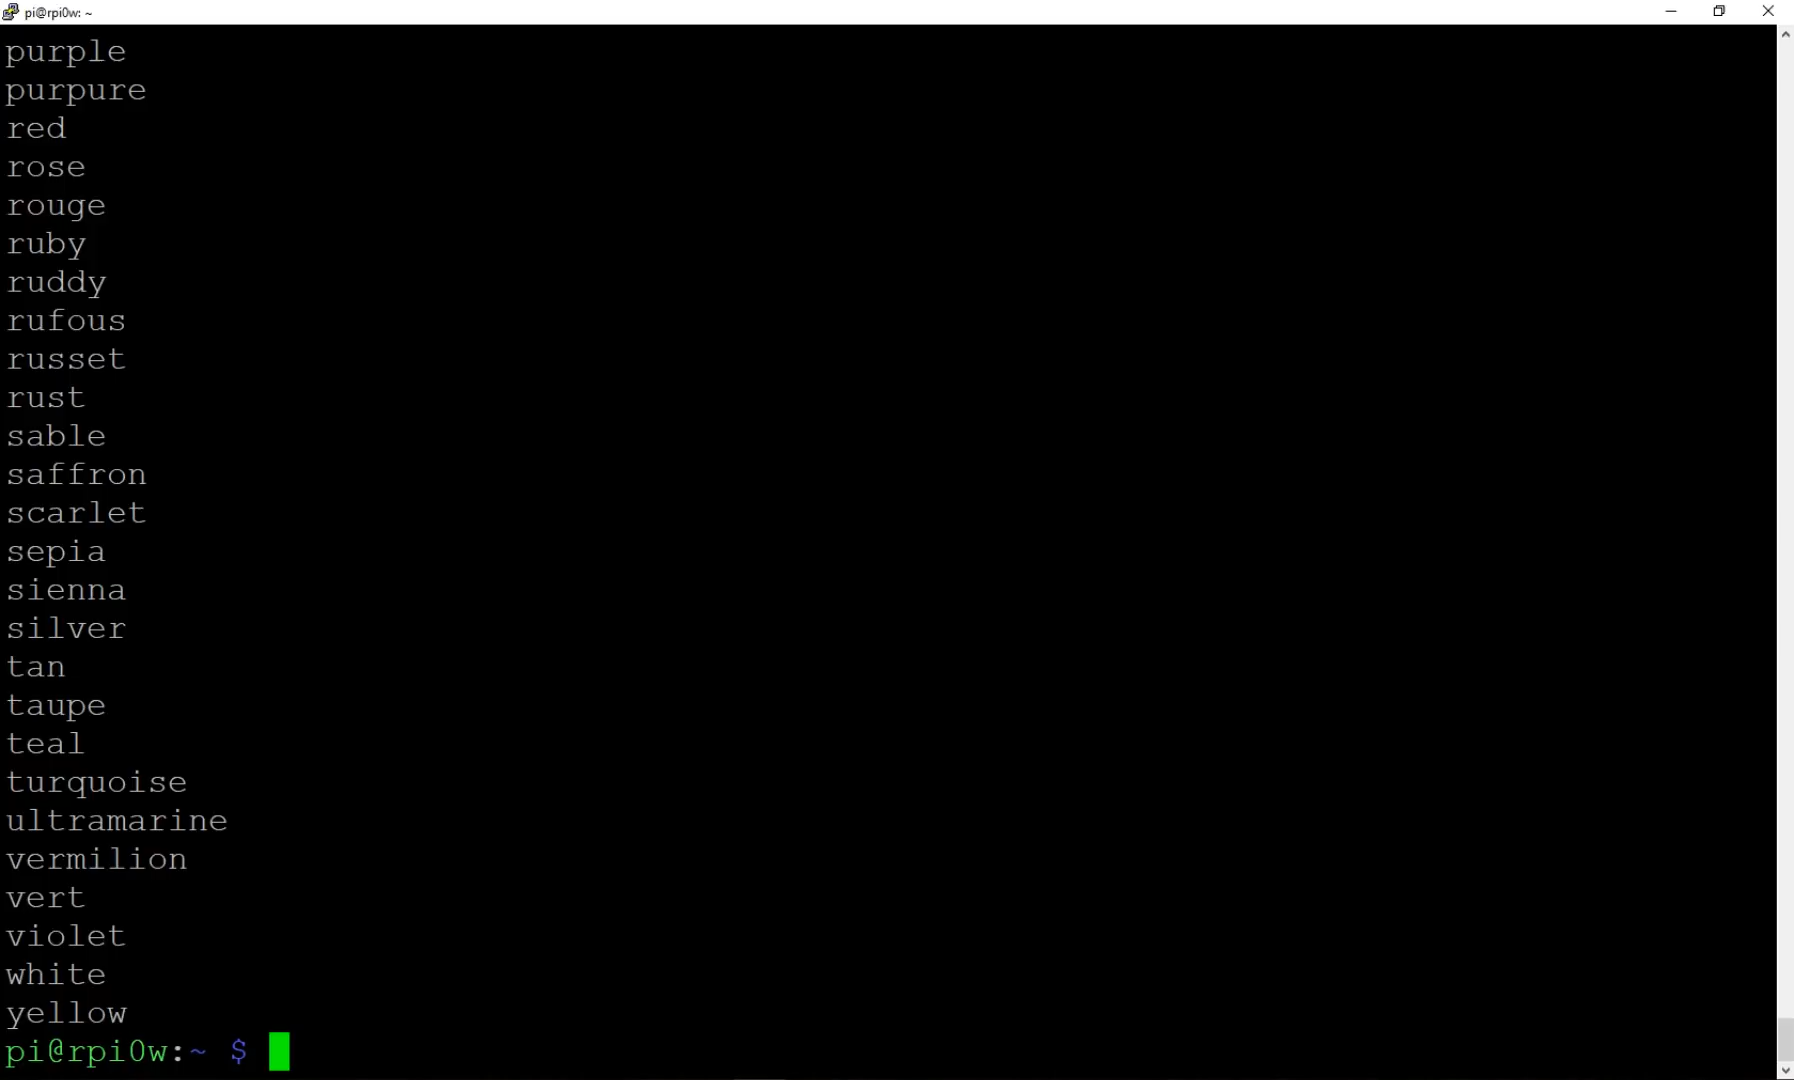 pi@rpi0w: ~
purple
purpure
red
rose
rouge
ruby
ruddy
rufous
russet
rust
sable
saffron
scarlet
sepia
sienna
silver
tan
taupe
teal
turquoise
ultramarine
vermilion
vert
violet
white
yellow
pi@rpi0w:~ $